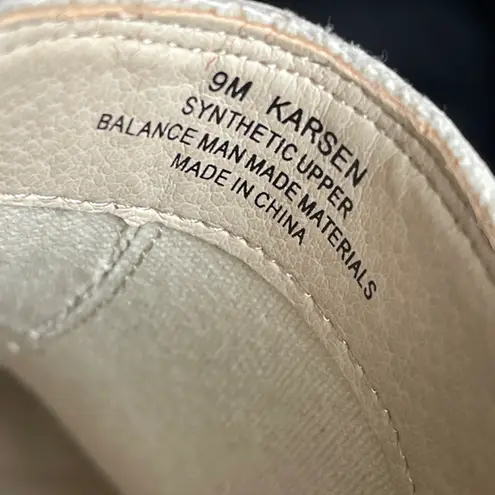 9M KARSEN
SYNTHETIC UPPER
BALANCE MAN MADE MATERIALS
MADE IN CHINA